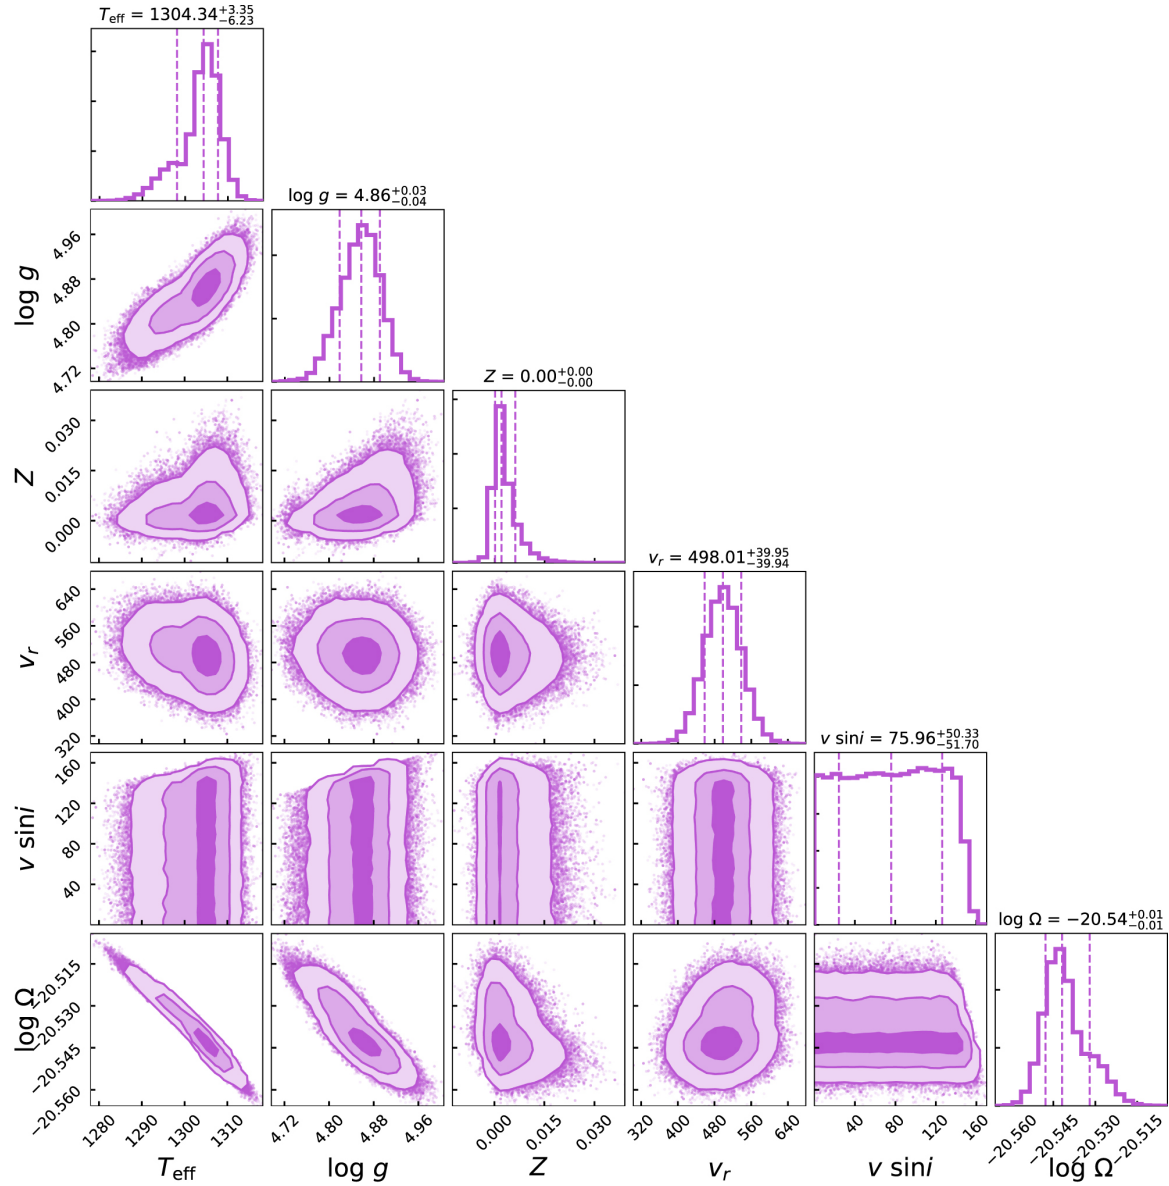 T_eff = 1304.34^{+3.35}_{−6.23}
log g = 4.86^{+0.03}_{−0.04}
log g
4.96
4.88
4.80
4.72
Z = 0.00^{+0.00}_{−0.00}
Z
0.030
0.015
0.000
v_r = 498.01^{+39.95}_{−39.94}
v_r
640
560
480
400
320
v sini = 75.96^{+50.33}_{−51.70}
v sini
160
120
80
40
log Ω = −20.54^{+0.01}_{−0.01}
log Ω
−20.515
−20.530
−20.545
−20.560
1280 1290 1300 1310
4.72 4.80 4.88 4.96
0.000 0.015 0.030
320 400 480 560 640
40 80 120 160
−20.560 −20.545 −20.530 −20.515
T_eff log g Z v_r v sini log Ω